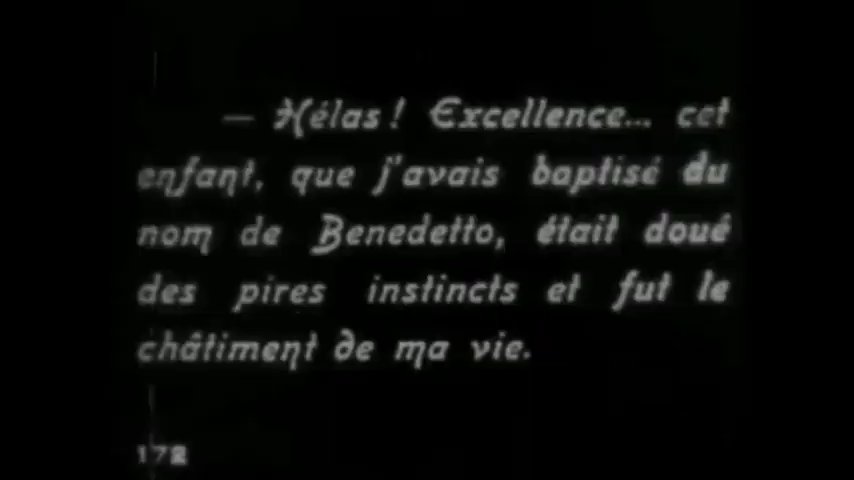 — Hélas ! Excellence... cet
enfant, que j'avais baptisé du
nom de Benedetto, était doué
des pires instincts et fut le
châtiment de ma vie.
172